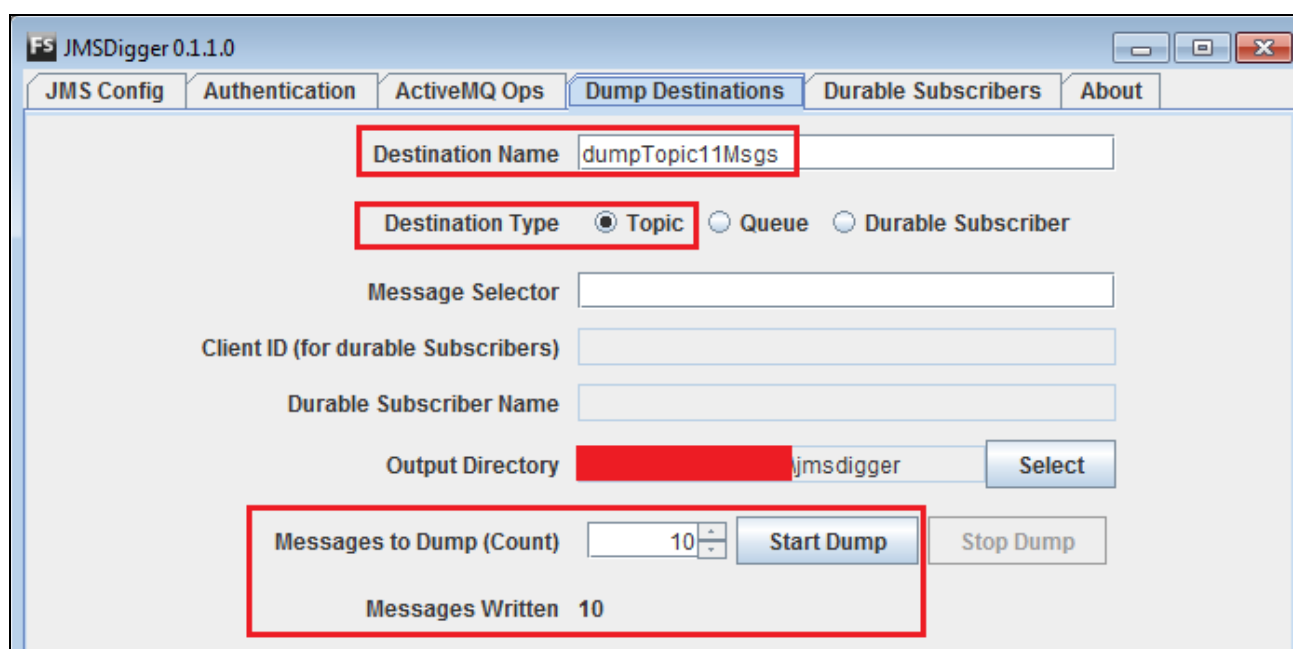 FS JMSDigger 0.1.1.0
JMS Config Authentication ActiveMQ Ops Dump Destinations Durable Subscribers About
Destination Name dumpTopic11Msgs
Destination Type Topic Queue Durable Subscriber
Message Selector
Client ID (for durable Subscribers)
Durable Subscriber Name
Output Directory \jmsdigger Select
Messages to Dump (Count) 10 Start Dump Stop Dump
Messages Written 10